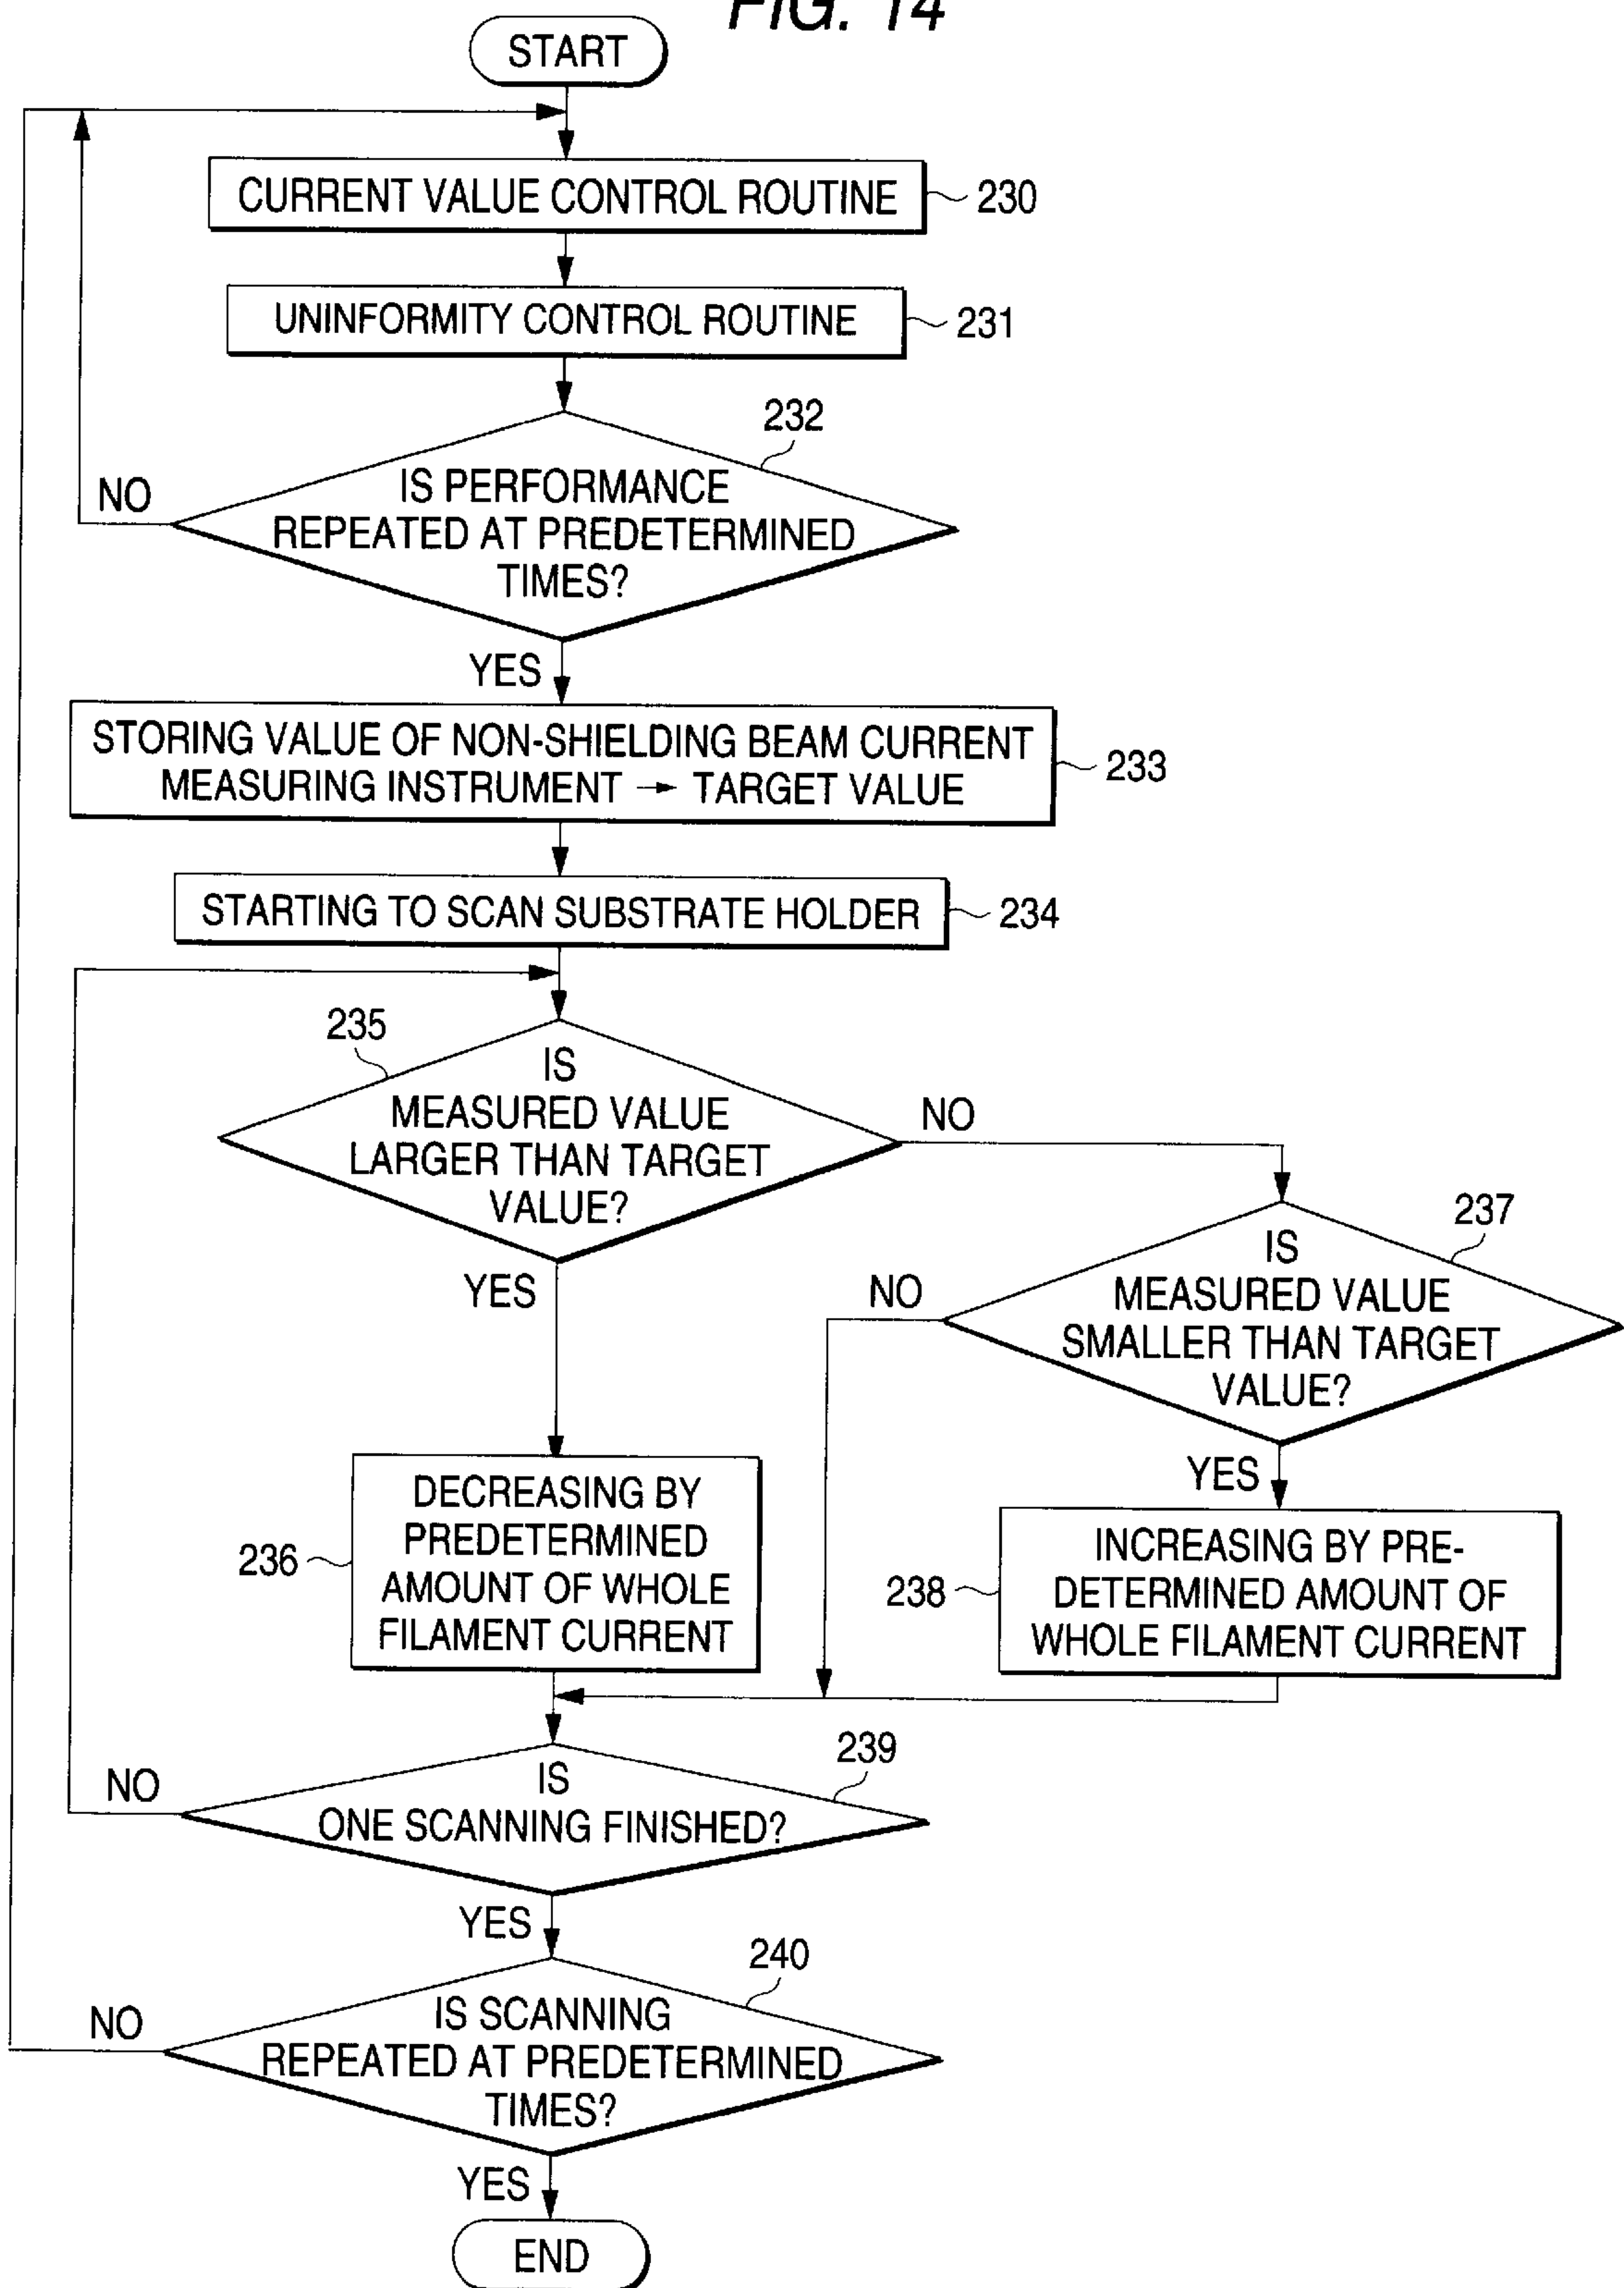 FIG. 14
START
CURRENT VALUE CONTROL ROUTINE
230
UNINFORMITY CONTROL ROUTINE
231
232
IS PERFORMANCE
REPEATED AT PREDETERMINED
TIMES?
NO
YES
STORING VALUE OF NON-SHIELDING BEAM CURRENT
MEASURING INSTRUMENT → TARGET VALUE
233
STARTING TO SCAN SUBSTRATE HOLDER
234
235
IS
MEASURED VALUE
LARGER THAN TARGET
VALUE?
NO
YES
237
IS
MEASURED VALUE
SMALLER THAN TARGET
VALUE?
NO
YES
236
DECREASING BY
PREDETERMINED
AMOUNT OF WHOLE
FILAMENT CURRENT
238
INCREASING BY PRE-
DETERMINED AMOUNT OF
WHOLE FILAMENT CURRENT
239
IS
ONE SCANNING FINISHED?
NO
YES
240
IS SCANNING
REPEATED AT PREDETERMINED
TIMES?
NO
YES
END